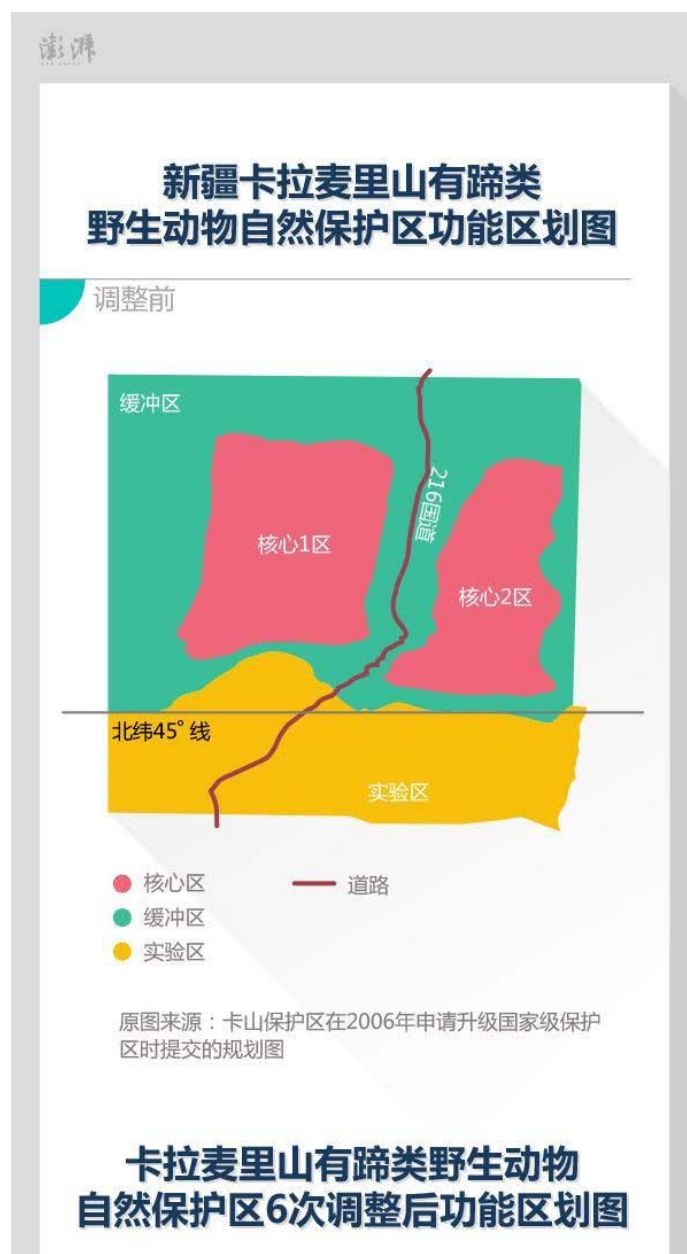 澎湃
新疆卡拉麦里山有蹄类
野生动物自然保护区功能区划图
调整前
缓冲区
216国道
核心1区
核心2区
北纬45°线
实验区
核心区
道路
缓冲区
实验区
原图来源：卡山保护区在2006年申请升级国家级保护
区时提交的规划图
卡拉麦里山有蹄类野生动物
自然保护区6次调整后功能区划图